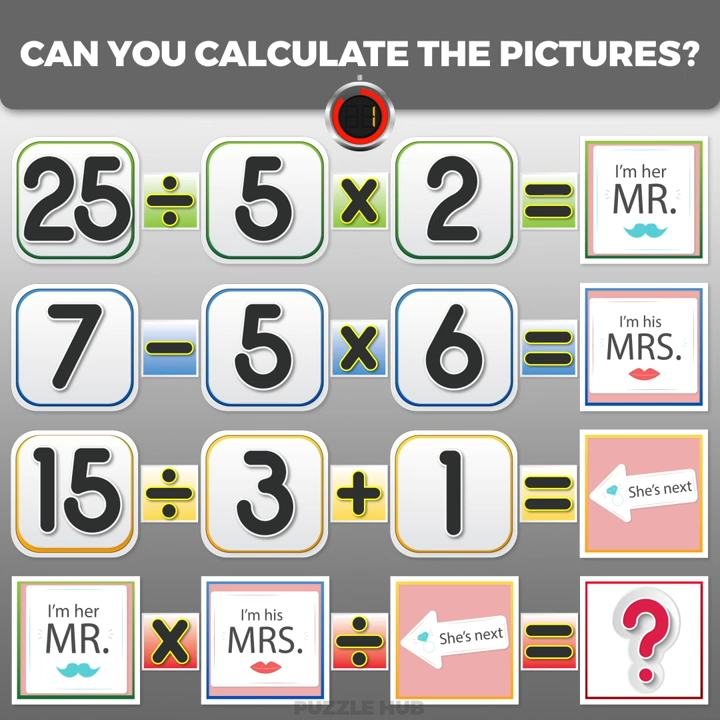 CAN YOU CALCULATE THE PICTURES?
1
25 ÷ 5 x 2 = I'm her
MR.
7 − 5 x 6 = I'm his
MRS.
15 ÷ 3 + 1 = She's next
I'm her
MR. x I'm his
MRS. ÷ She's next = ?
PUZZLE HUB